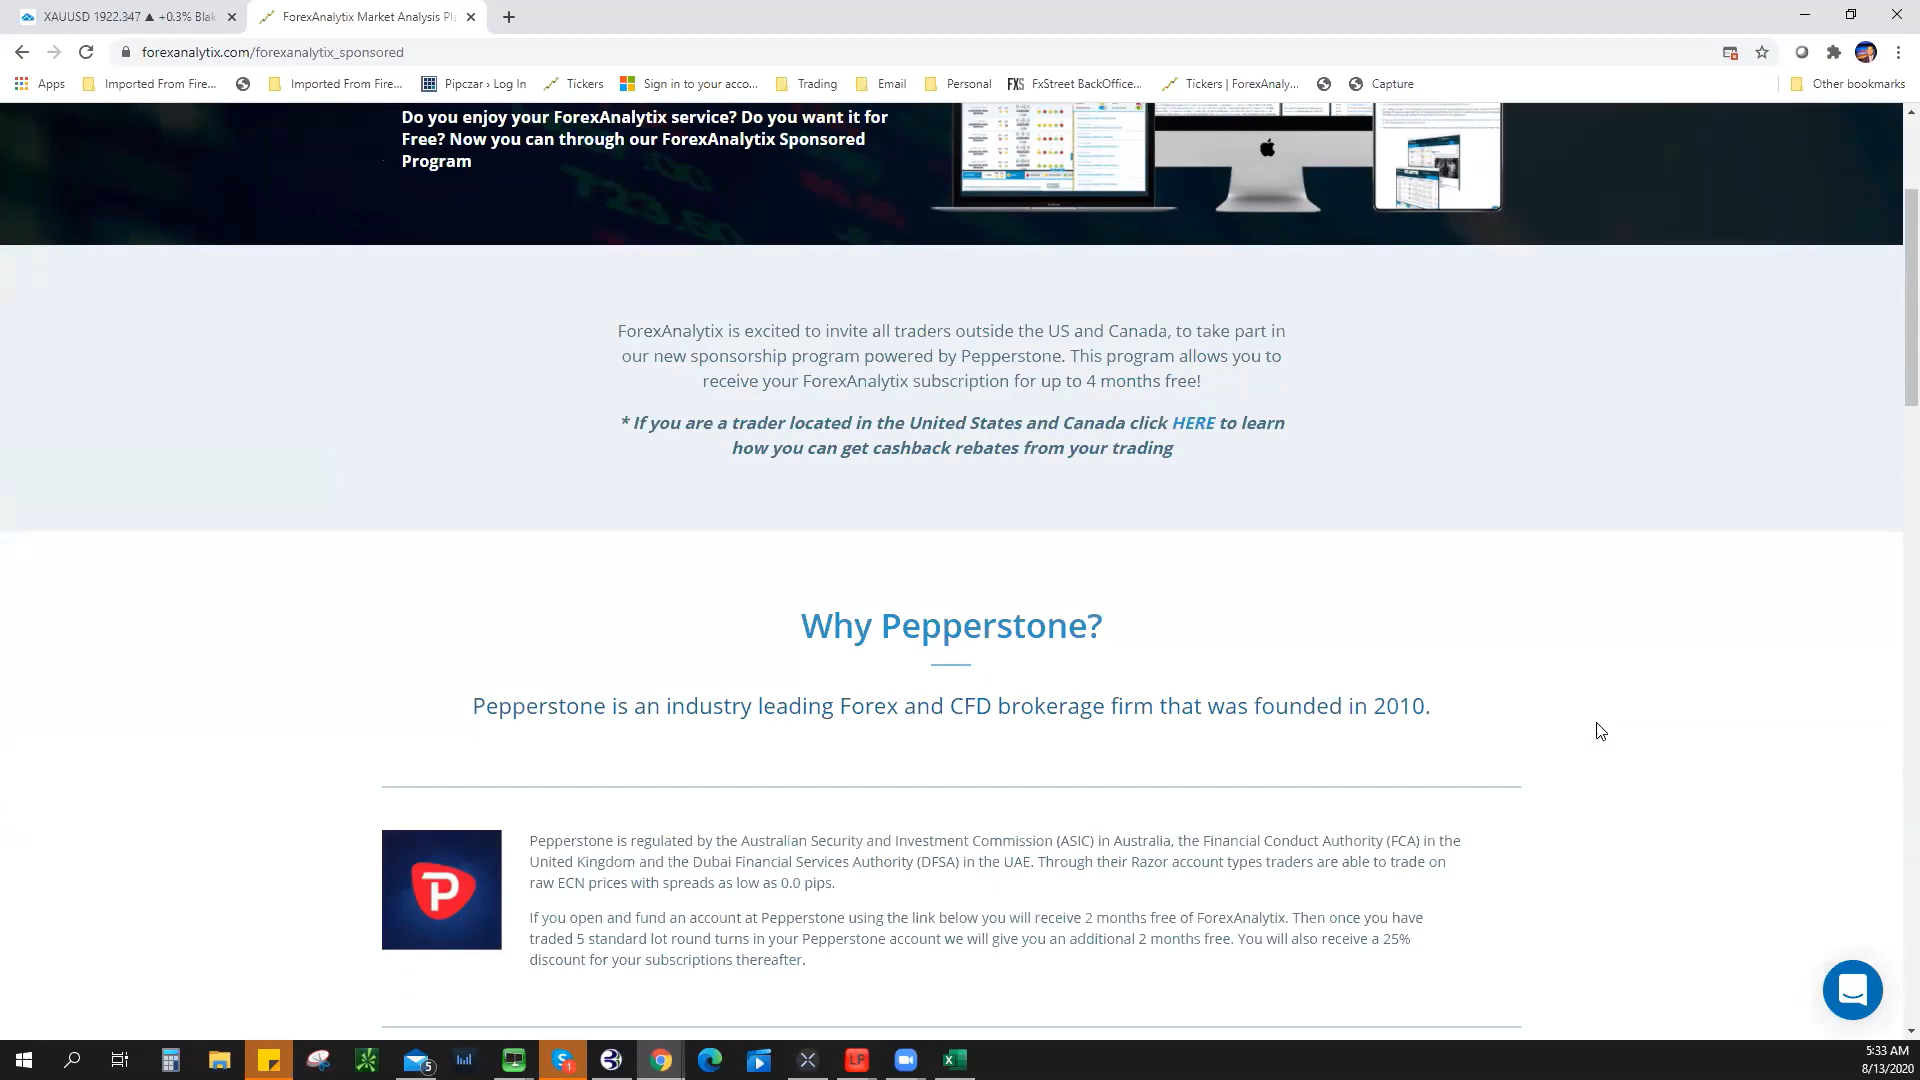 XAUUSD 1922.347 ▲ +0.3% Blak
ForexAnalytix Market Analysis Pla
forexanalytix.com/forexanalytix_sponsored
Apps
Imported From Fire...
Imported From Fire...
Pipczar › Log In
Tickers
Sign in to your acco...
Trading
Email
Personal
FXS FxStreet BackOffice...
Tickers | ForexAnaly...
Capture
Other bookmarks
Do you enjoy your ForexAnalytix service? Do you want it for
Free? Now you can through our ForexAnalytix Sponsored
Program
ForexAnalytix is excited to invite all traders outside the US and Canada, to take part in
our new sponsorship program powered by Pepperstone. This program allows you to
receive your ForexAnalytix subscription for up to 4 months free!
* If you are a trader located in the United States and Canada click HERE to learn
how you can get cashback rebates from your trading
Why Pepperstone?
Pepperstone is an industry leading Forex and CFD brokerage firm that was founded in 2010.
P
Pepperstone is regulated by the Australian Security and Investment Commission (ASIC) in Australia, the Financial Conduct Authority (FCA) in the
United Kingdom and the Dubai Financial Services Authority (DFSA) in the UAE. Through their Razor account types traders are able to trade on
raw ECN prices with spreads as low as 0.0 pips.
If you open and fund an account at Pepperstone using the link below you will receive 2 months free of ForexAnalytix. Then once you have
traded 5 standard lot round turns in your Pepperstone account we will give you an additional 2 months free. You will also receive a 25%
discount for your subscriptions thereafter.
5
1
LP
5:33 AM
8/13/2020